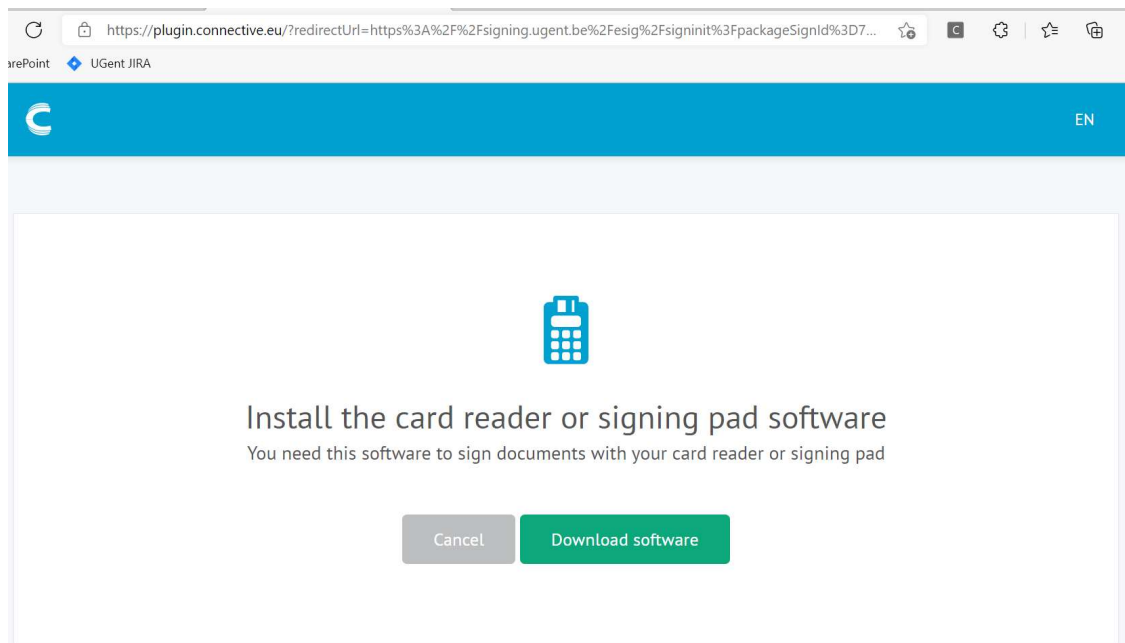 https://plugin.connective.eu/?redirectUrl=https%3A%2F%2Fsigning.ugent.be%2Fesig%2Fsigninit%3FpackageSignId%3D7...
C
arePoint
UGent JIRA
C
EN
Install the card reader or signing pad software
You need this software to sign documents with your card reader or signing pad
Cancel
Download software